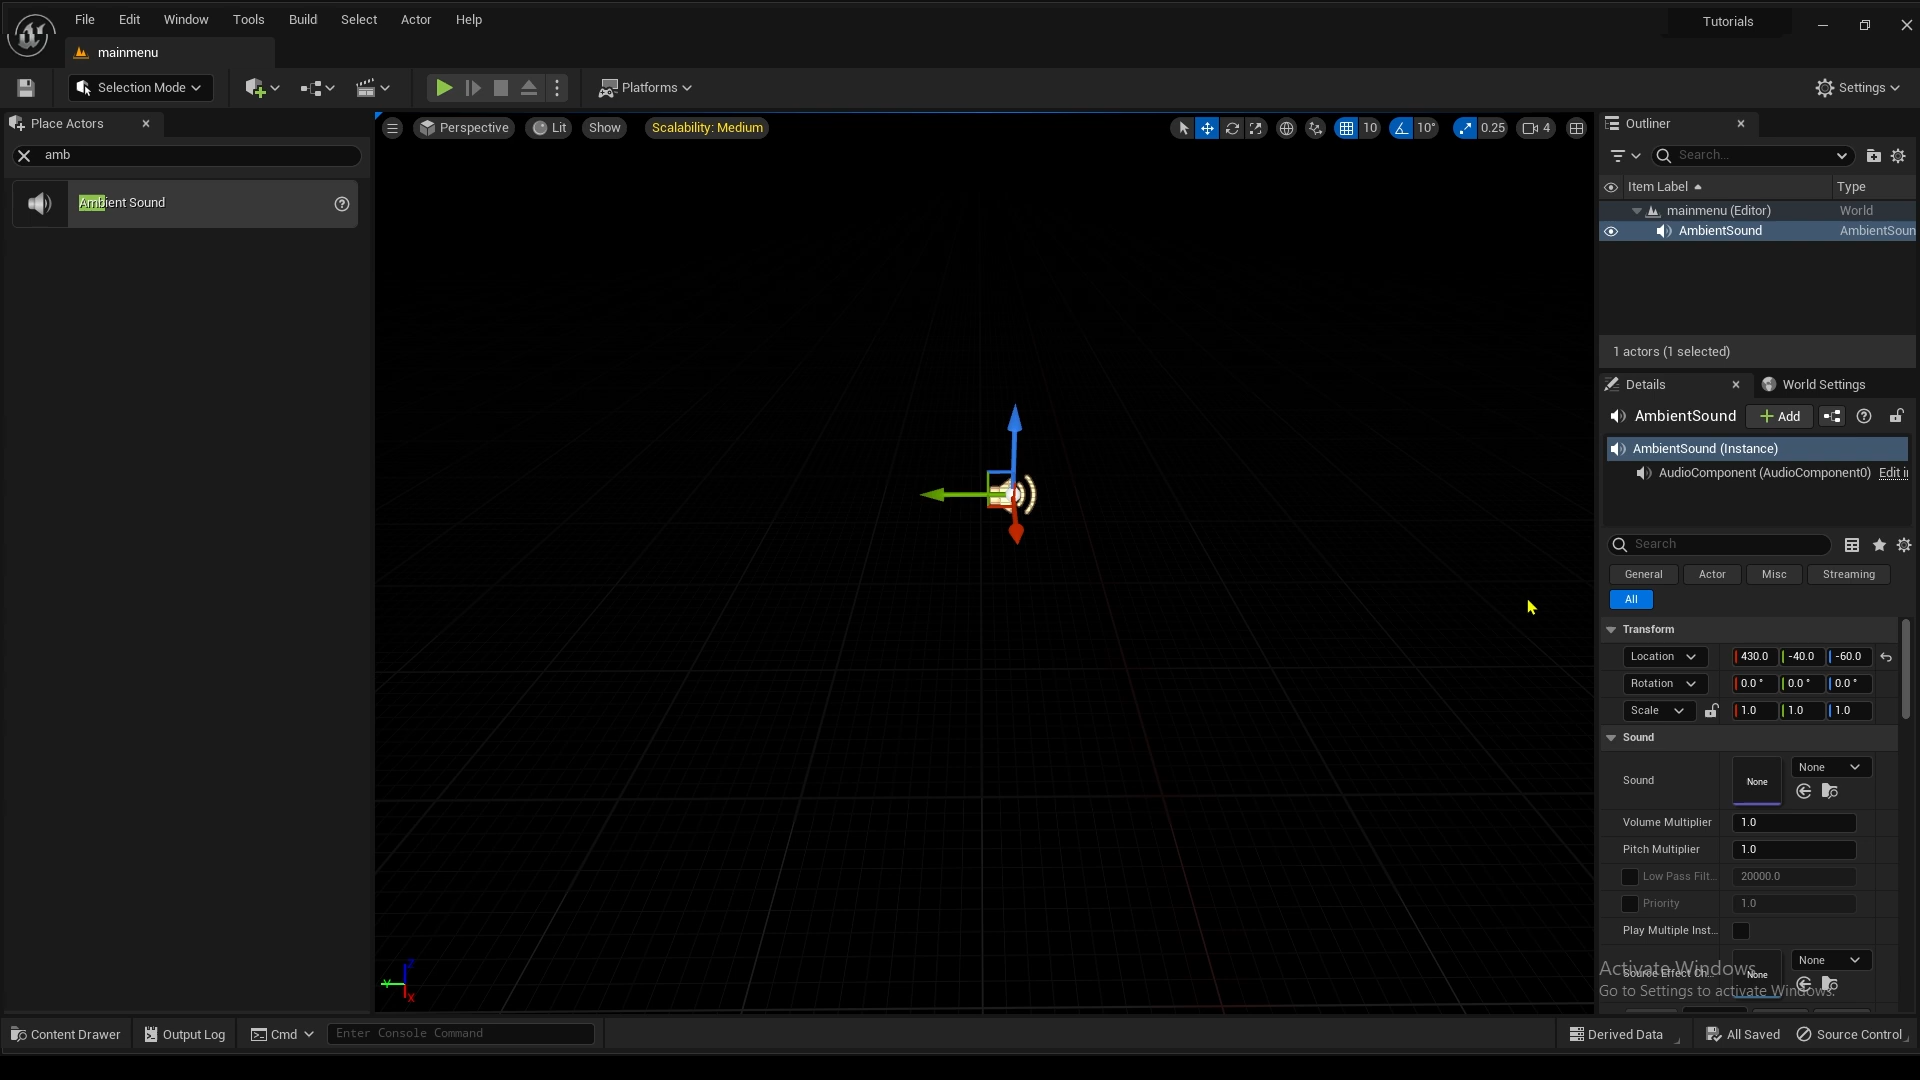 File Edit Window Tools Build Select Actor Help
Tutorials
mainmenu
Selection Mode
Platforms
Settings
Place Actors
amb
Ambient Sound
Perspective Lit Show Scalability: Medium
10 10° 0.25 4
Outliner
Search...
Item Label Type
mainmenu (Editor) World
AmbientSound AmbientSoun
1 actors (1 selected)
Details World Settings
AmbientSound Add
AmbientSound (Instance)
AudioComponent (AudioComponent0) Edit i
Search
General Actor Misc Streaming
All
Transform
Location 430.0 -40.0 -60.0
Rotation 0.0 ° 0.0 ° 0.0 °
Scale 1.0 1.0 1.0
Sound
Sound None None
Volume Multiplier 1.0
Pitch Multiplier 1.0
Low Pass Filt... 20000.0
Priority 1.0
Play Multiple Inst...
Source Effect Ch... None None
Activate Windows
Go to Settings to activate Windows.
Z
Y
X
Content Drawer Output Log Cmd Enter Console Command Derived Data All Saved Source Control